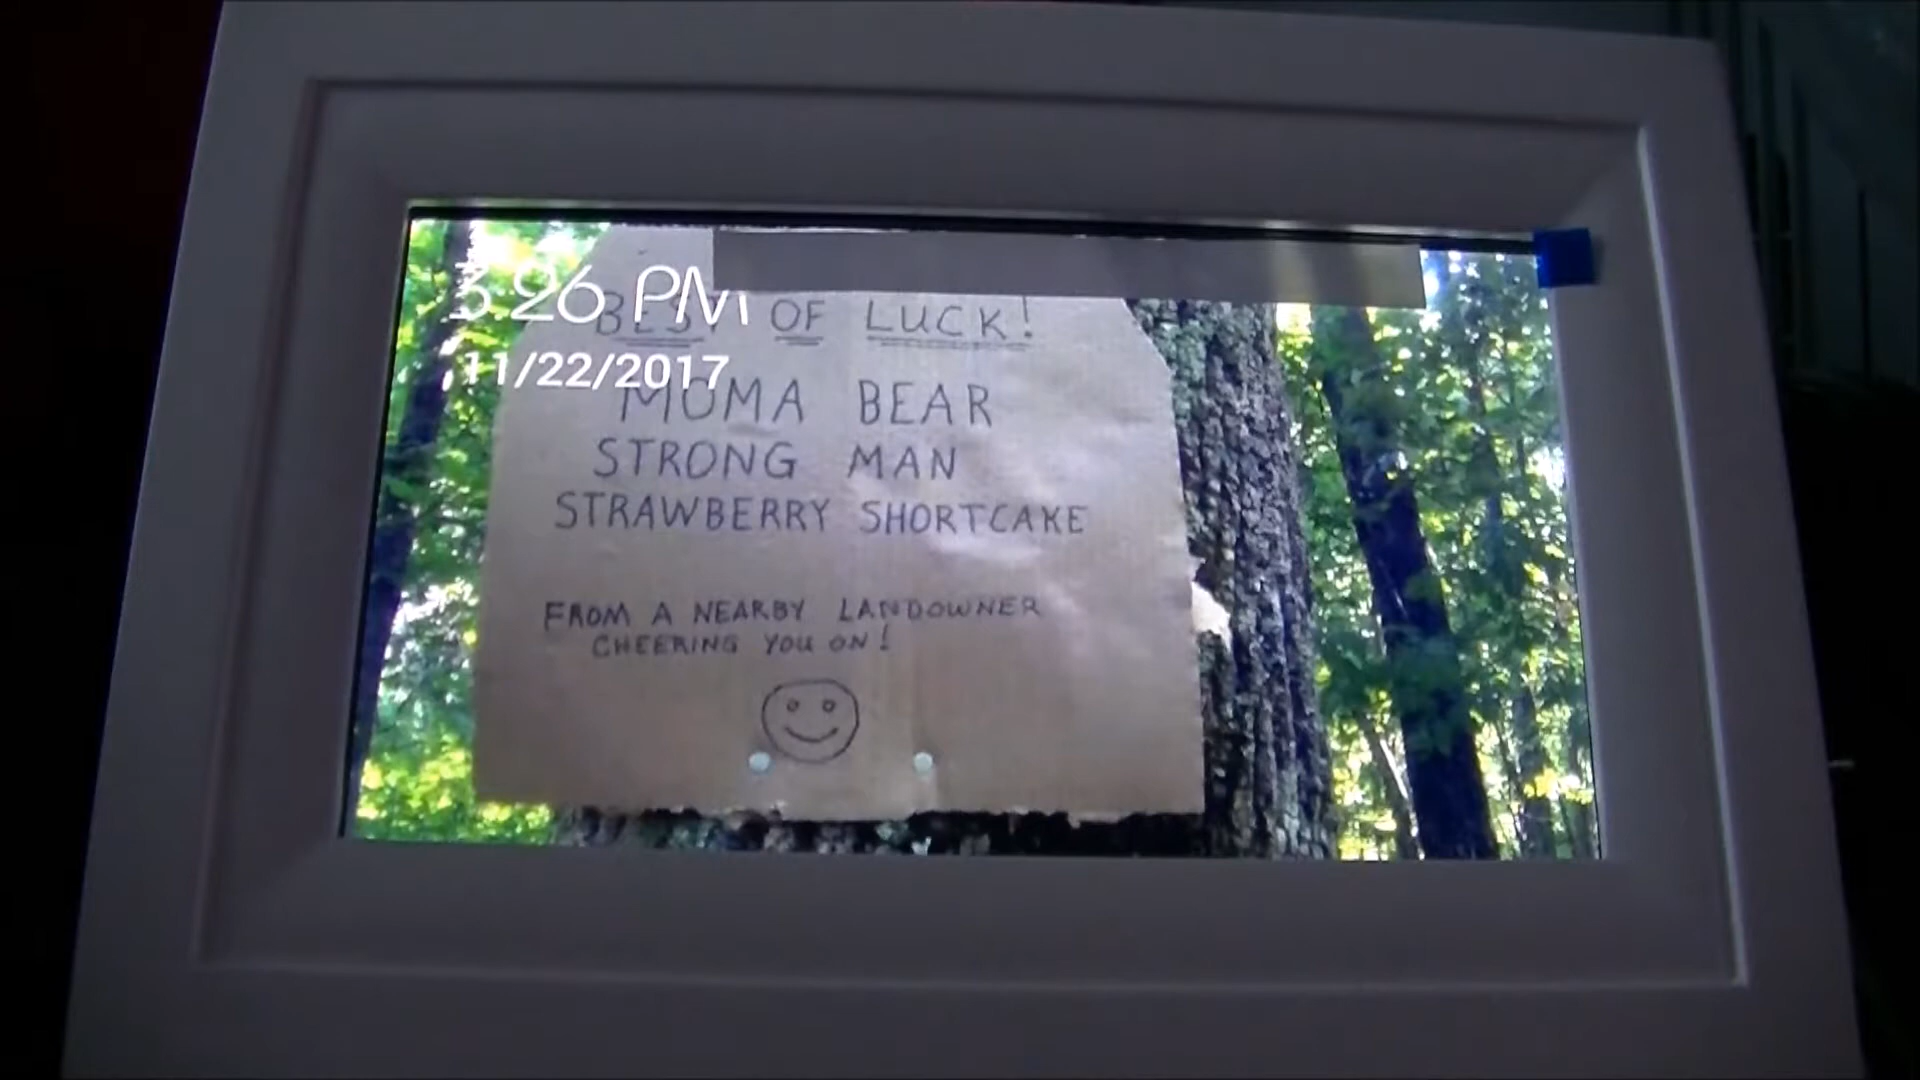 3:26 PM
11/22/2017
BEST OF LUCK!
MOMA BEAR
STRONG MAN
STRAWBERRY SHORTCAKE
FROM A NEARBY LANDOWNER
CHEERING YOU ON!